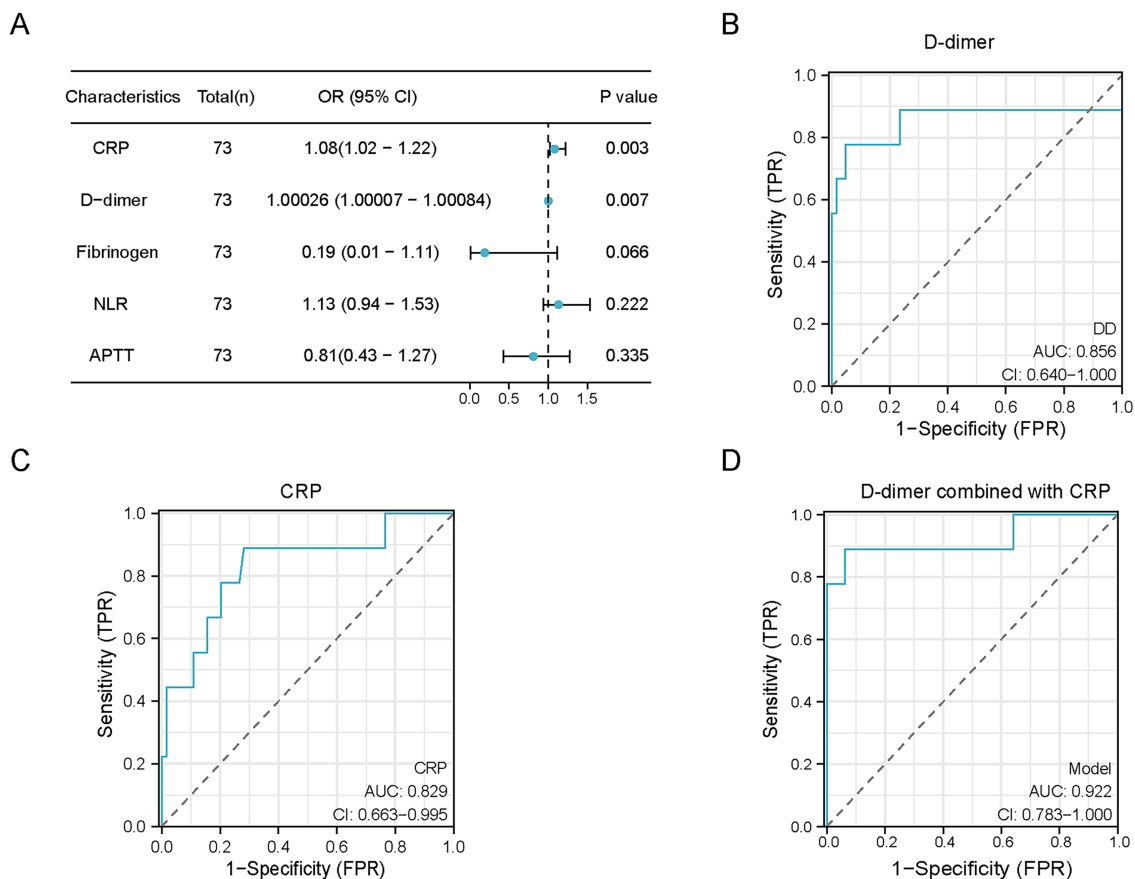 A
Characteristics Total(n) OR (95% CI) P value
CRP 73 1.08(1.02 − 1.22) 0.003
D−dimer 73 1.00026 (1.00007 − 1.00084) 0.007
Fibrinogen 73 0.19 (0.01 − 1.11) 0.066
NLR 73 1.13 (0.94 − 1.53) 0.222
APTT 73 0.81(0.43 − 1.27) 0.335
0.0 0.5 1.0 1.5
B
D-dimer
Sensitivity (TPR)
1.0
0.8
0.6
0.4
0.2
0.0
DD
AUC: 0.856
CI: 0.640−1.000
0.0 0.2 0.4 0.6 0.8 1.0
1−Specificity (FPR)
C
CRP
Sensitivity (TPR)
1.0
0.8
0.6
0.4
0.2
0.0
CRP
AUC: 0.829
CI: 0.663−0.995
0.0 0.2 0.4 0.6 0.8 1.0
1−Specificity (FPR)
D
D-dimer combined with CRP
Sensitivity (TPR)
1.0
0.8
0.6
0.4
0.2
0.0
Model
AUC: 0.922
CI: 0.783−1.000
0.0 0.2 0.4 0.6 0.8 1.0
1−Specificity (FPR)